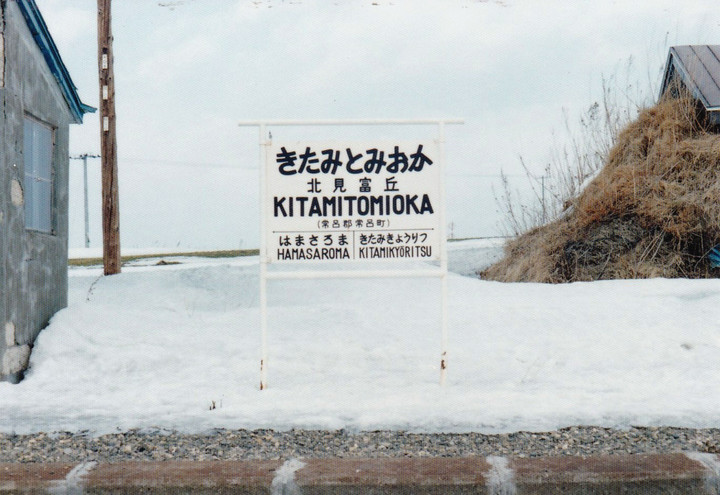 きたみとみおか
北見富丘
KITAMITOMIOKA
(常呂郡常呂町)
はまさろま きたみきょうりつ
HAMASAROMA KITAMIKYŌRITSU